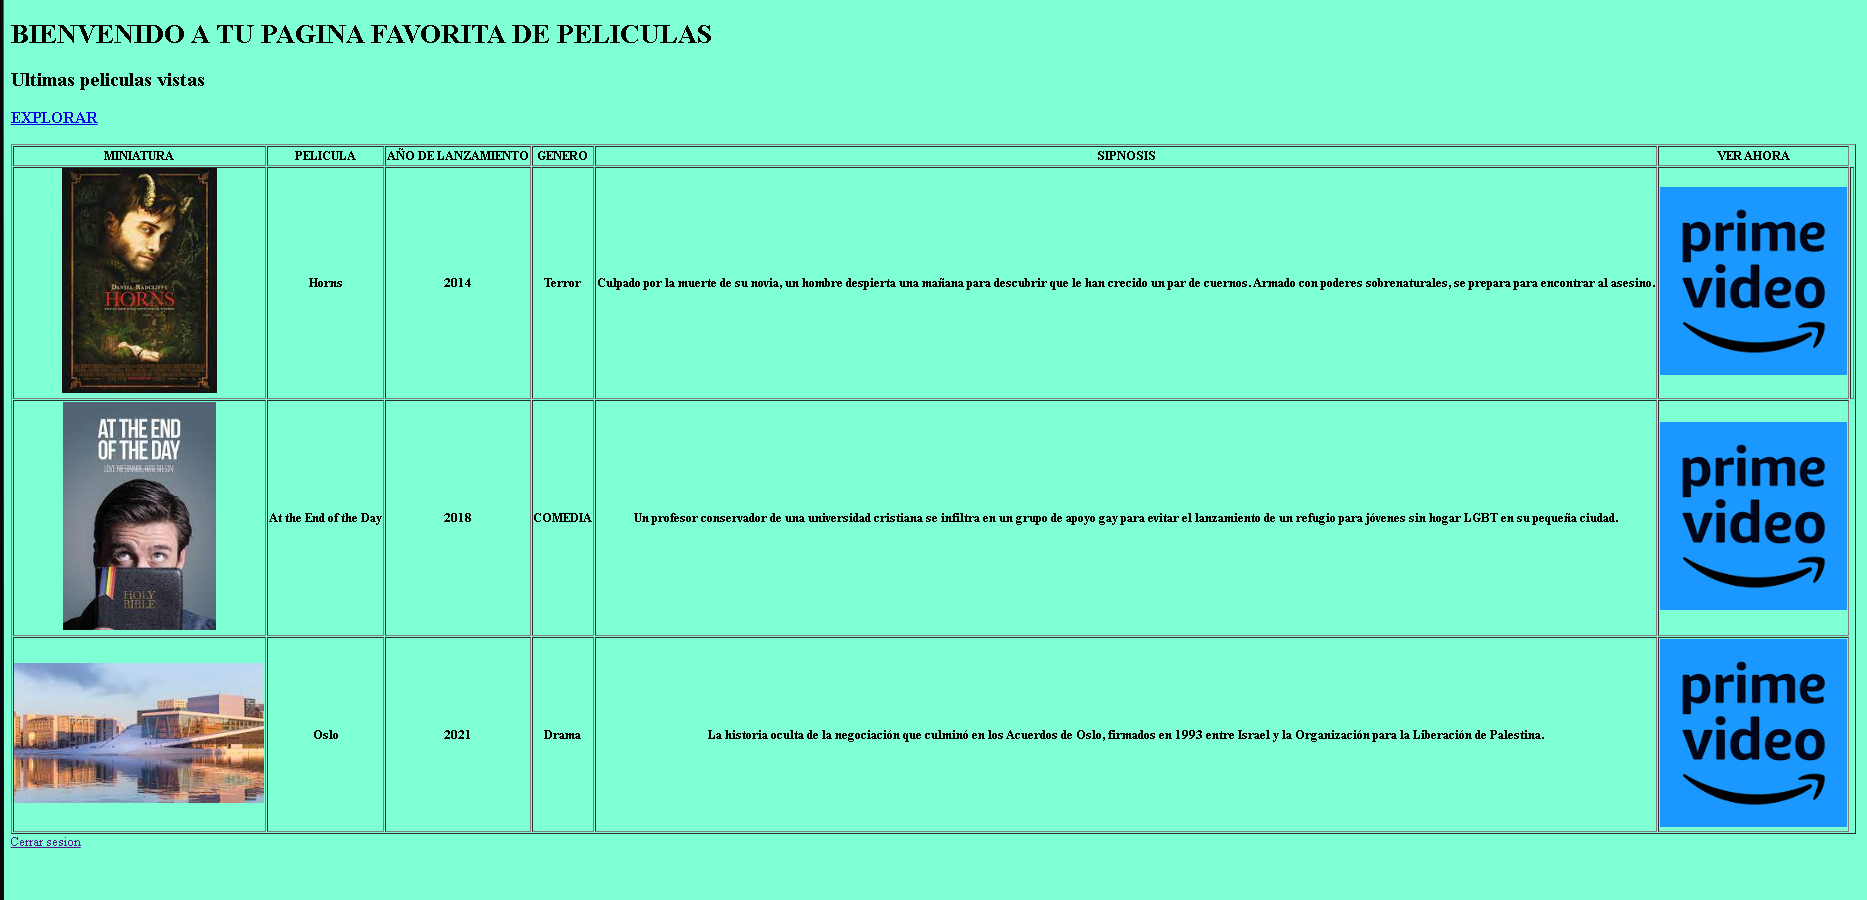 BIENVENIDO A TU PAGINA FAVORITA DE PELICULAS
Ultimas peliculas vistas
EXPLORAR
MINIATURA PELICULA AÑO DE LANZAMIENTO GENERO SIPNOSIS VER AHORA
DANIEL RADCLIFFE
HORNS
Horns 2014 Terror Culpado por la muerte de su novia, un hombre despierta una mañana para descubrir que le han crecido un par de cuernos. Armado con poderes sobrenaturales, se prepara para encontrar al asesino.
prime
video
AT THE END
OF THE DAY
HOLY
BIBLE
At the End of the Day 2018 COMEDIA Un profesor conservador de una universidad cristiana se infiltra en un grupo de apoyo gay para evitar el lanzamiento de un refugio para jóvenes sin hogar LGBT en su pequeña ciudad.
prime
video
Oslo 2021 Drama La historia oculta de la negociación que culminó en los Acuerdos de Oslo, firmados en 1993 entre Israel y la Organización para la Liberación de Palestina.
prime
video
Cerrar sesion